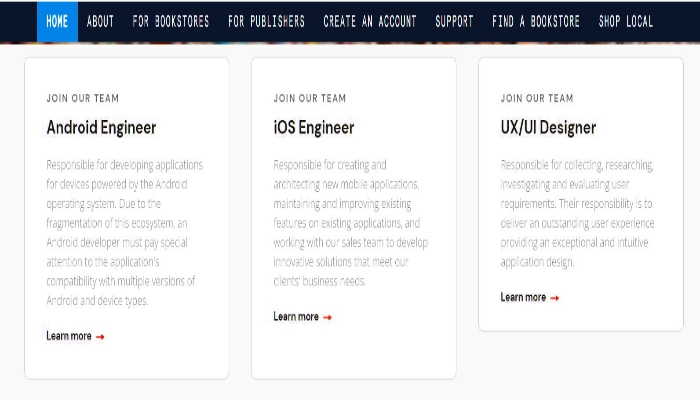 HOME ABOUT FOR BOOKSTORES FOR PUBLISHERS CREATE AN ACCOUNT SUPPORT FIND A BOOKSTORE SHOP LOCAL
JOIN OUR TEAM
Android Engineer
Responsible for developing applications
for devices powered by the Android
operating system. Due to the
fragmentation of this ecosystem, an
Android developer must pay special
attention to the application's
compatibility with multiple versions of
Android and device types.
Learn more →
JOIN OUR TEAM
iOS Engineer
Responsible for creating and
architecting new mobile applications,
maintaining and improving existing
features on existing applications, and
working with our sales team to develop
innovative solutions that meet our
clients' business needs.
Learn more →
JOIN OUR TEAM
UX/UI Designer
Responsible for collecting, researching,
investigating and evaluating user
requirements. Their responsibility is to
deliver an outstanding user experience
providing an exceptional and intuitive
application design.
Learn more →